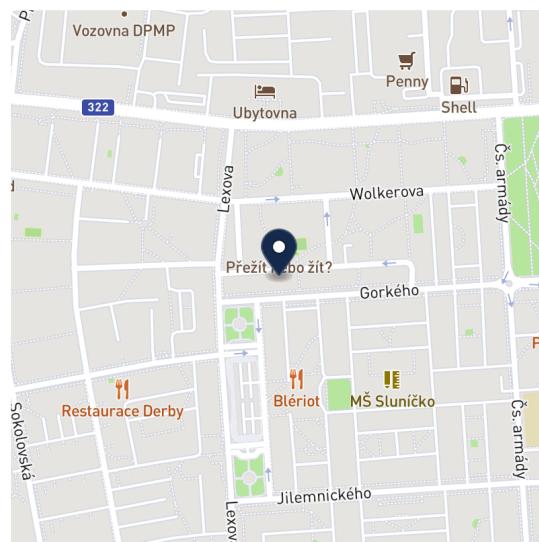 Vozovna DPMP
Penny
322
Ubytovna
Shell
Lexova
Čs. armády
Wolkerova
Přežít nebo žít?
Gorkého
Blériot
MŠ Sluníčko
Restaurace Derby
Sokolovská
Čs. armády
Jilemnického
Lexov